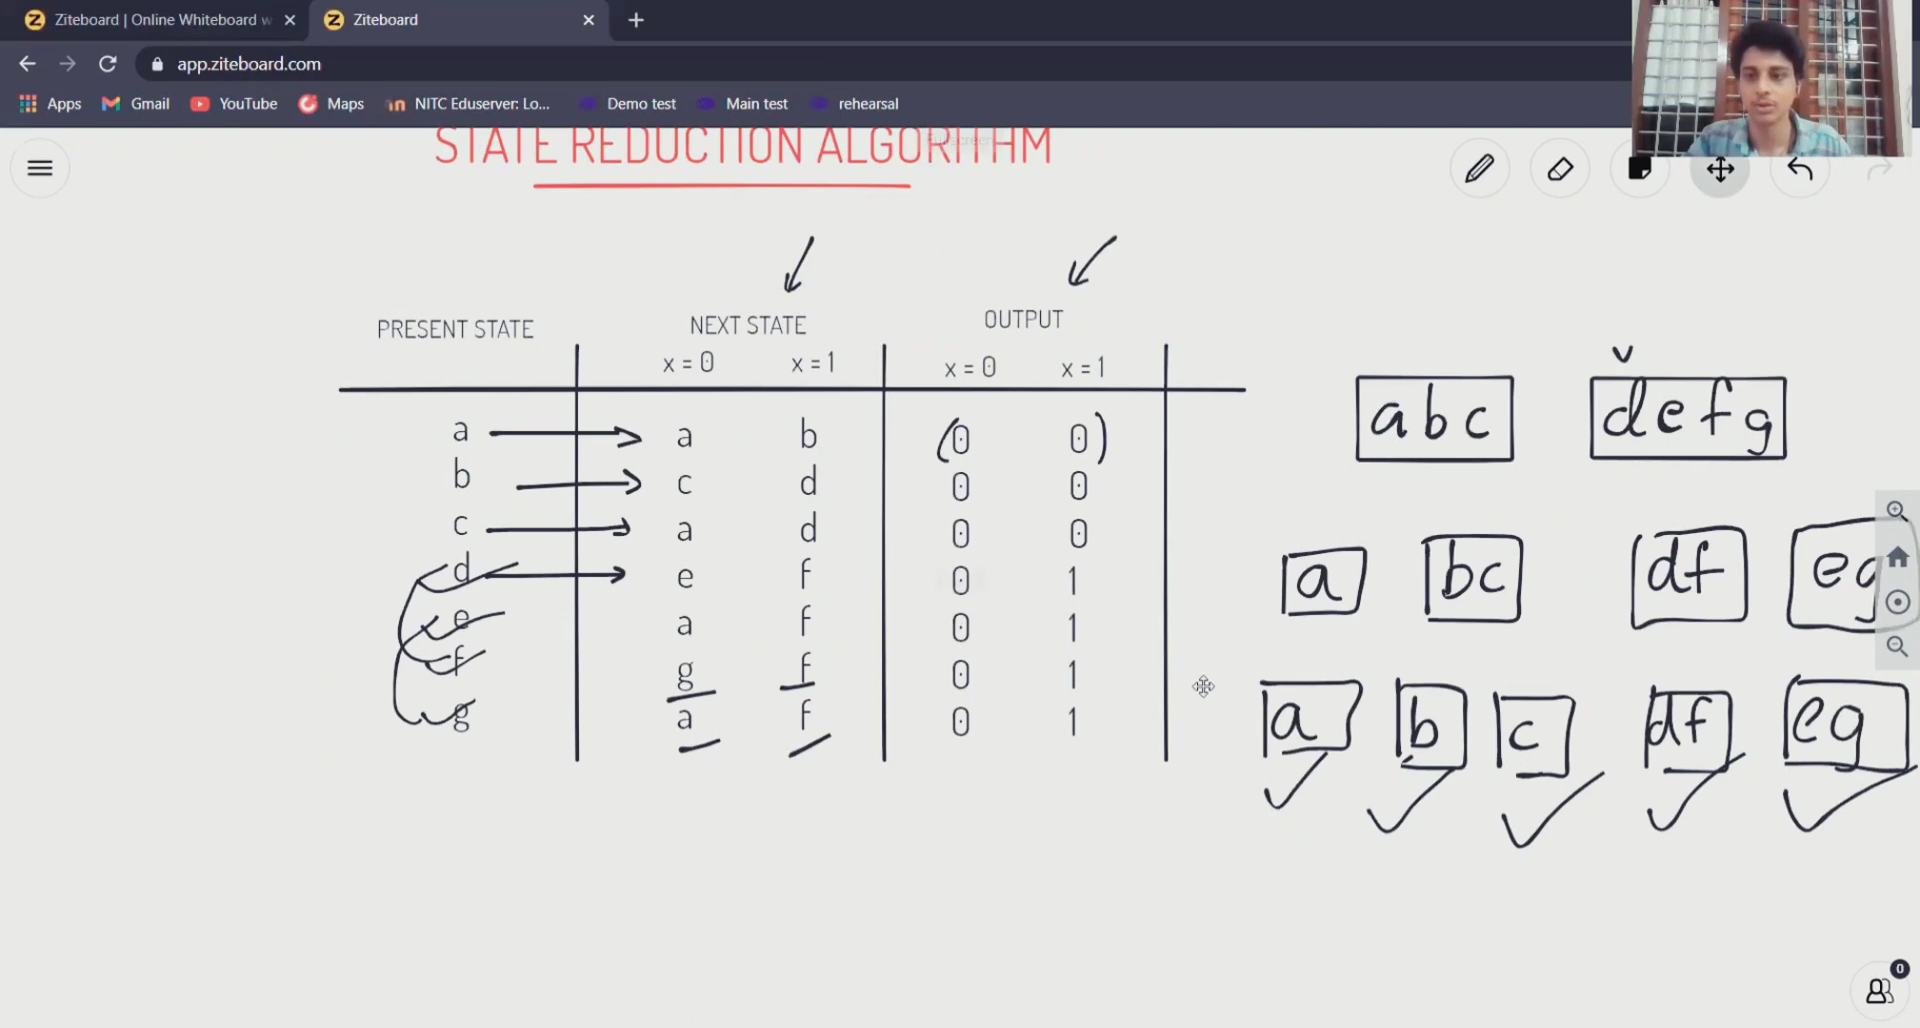 Ziteboard | Online Whiteboard w
Ziteboard
app.ziteboard.com
Apps Gmail YouTube Maps NITC Eduserver: Lo... Demo test Main test rehearsal
STATE REDUCTION ALGORITHM
PRESENT STATE NEXT STATE OUTPUT
x = 0 x = 1 x = 0 x = 1
a a b (0 0)
b c d 0 0
c a d 0 0
d e f 0 1
e a f 0 1
f g f 0 1
g a f 0 1
abc defg
a bc df eg
a b c df eg
0